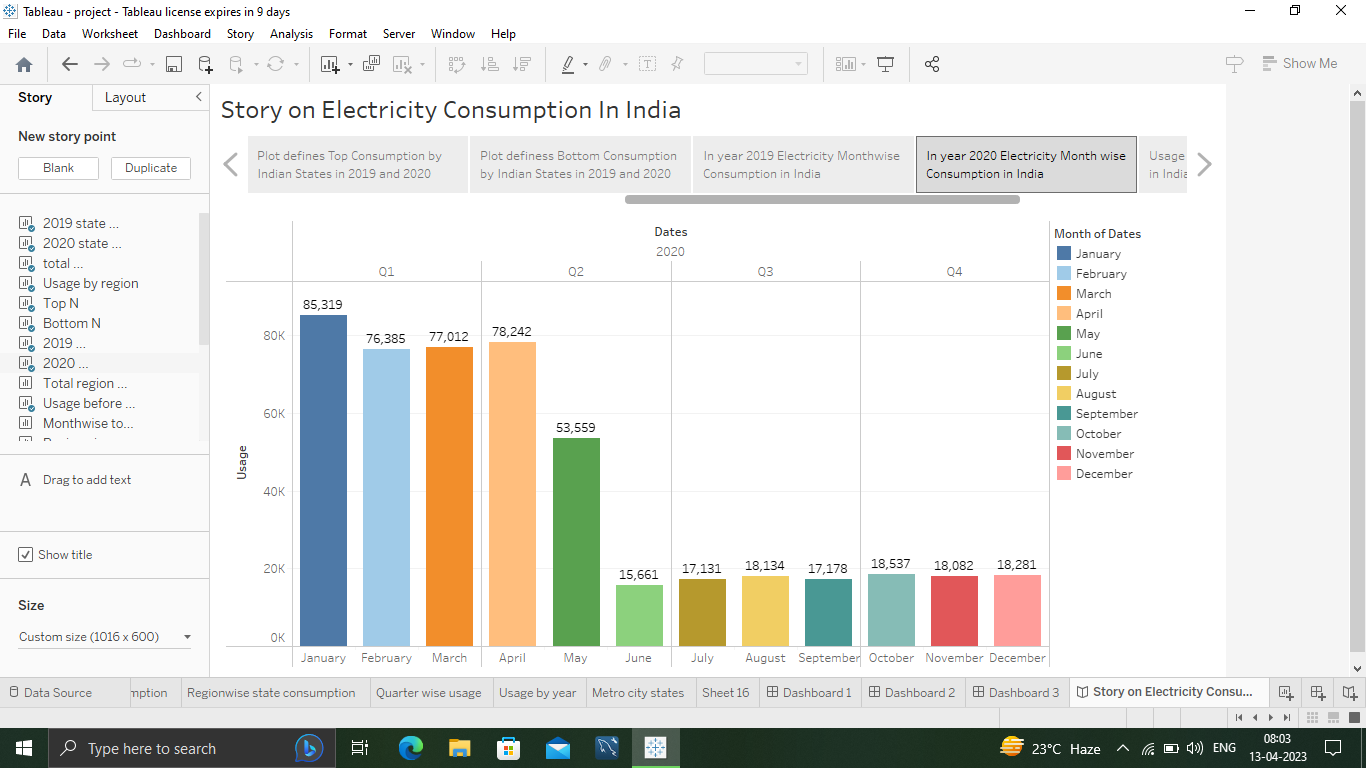 Tableau - project - Tableau license expires in 9 days
File Data Worksheet Dashboard Story Analysis Format Server Window Help
Show Me
Story Layout
New story point
Blank Duplicate
2019 state ...
2020 state ...
total ...
Usage by region
Top N
Bottom N
2019 ...
2020 ...
Total region ...
Usage before ...
Monthwise to...
A Drag to add text
Show title
Size
Custom size (1016 x 600)
Story on Electricity Consumption In India
Plot defines Top Consumption by
Indian States in 2019 and 2020
Plot definess Bottom Consumption
by Indian States in 2019 and 2020
In year 2019 Electricity Monthwise
Consumption in India
In year 2020 Electricity Month wise
Consumption in India
Usage
in India
Dates
2020
Q1 Q2 Q3 Q4
Usage
80K
60K
40K
20K
0K
85,319
76,385
77,012
78,242
53,559
15,661
17,131
18,134
17,178
18,537
18,082
18,281
January February March April May June July August September October November December
Month of Dates
January
February
March
April
May
June
July
August
September
October
November
December
Data Source mption Regionwise state consumption Quarter wise usage Usage by year Metro city states Sheet 16 Dashboard 1 Dashboard 2 Dashboard 3 Story on Electricity Consu...
Type here to search
23°C Haze
ENG
08:03
13-04-2023